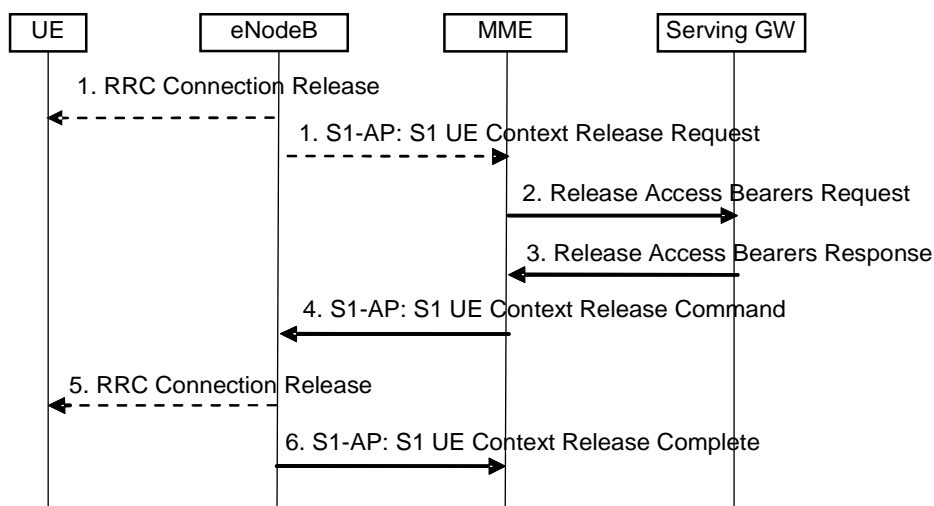 UE
eNodeB
MME
Serving GW
1. RRC Connection Release
1. S1-AP: S1 UE Context Release Request
2. Release Access Bearers Request
3. Release Access Bearers Response
4. S1-AP: S1 UE Context Release Command
5. RRC Connection Release
6. S1-AP: S1 UE Context Release Complete